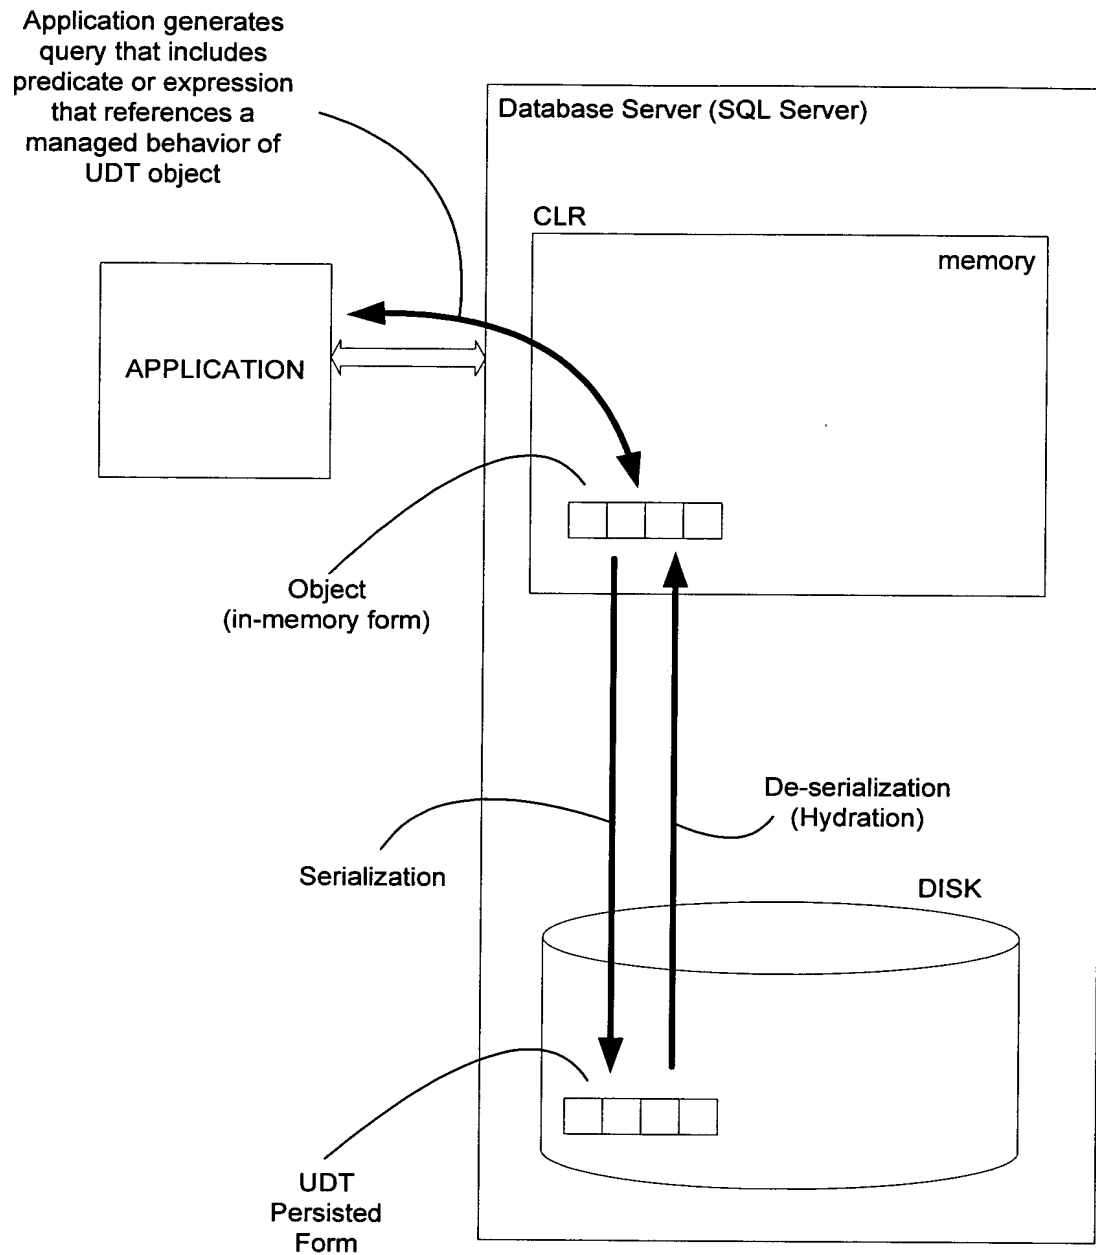 Application generates
query that includes
predicate or expression
that references a
managed behavior of
UDT object
Database Server (SQL Server)
CLR
memory
APPLICATION
Object
(in-memory form)
De-serialization
(Hydration)
Serialization
DISK
UDT
Persisted
Form